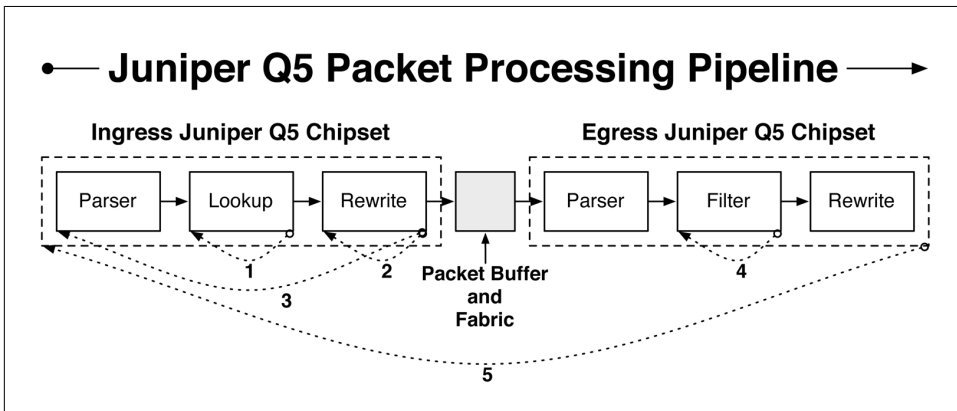 Juniper Q5 Packet Processing Pipeline
Ingress Juniper Q5 Chipset
Egress Juniper Q5 Chipset
Parser
Lookup
Rewrite
Parser
Filter
Rewrite
1
2
3
4
Packet Buffer
and
Fabric
5